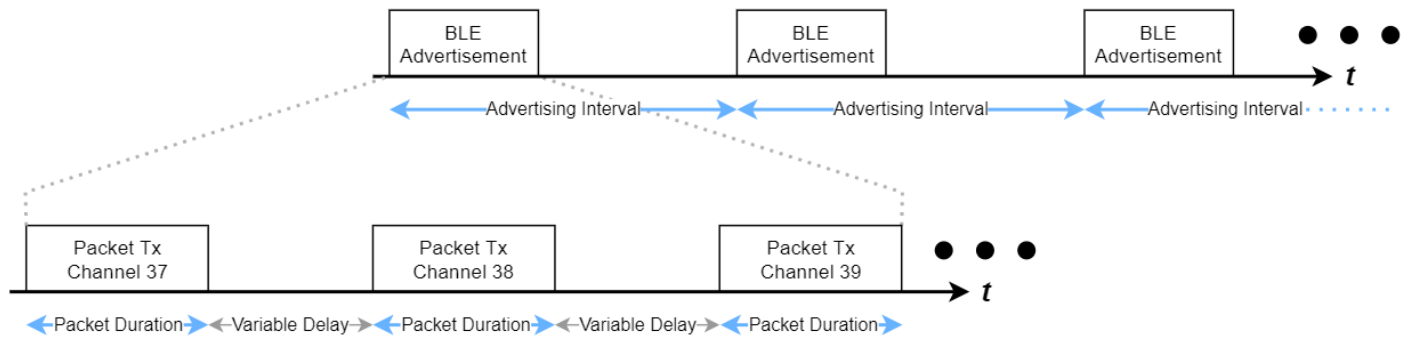 BLE
Advertisement
BLE
Advertisement
BLE
Advertisement
t
Advertising Interval
Advertising Interval
Advertising Interval
Packet Tx
Channel 37
Packet Tx
Channel 38
Packet Tx
Channel 39
t
Packet Duration
Variable Delay
Packet Duration
Variable Delay
Packet Duration